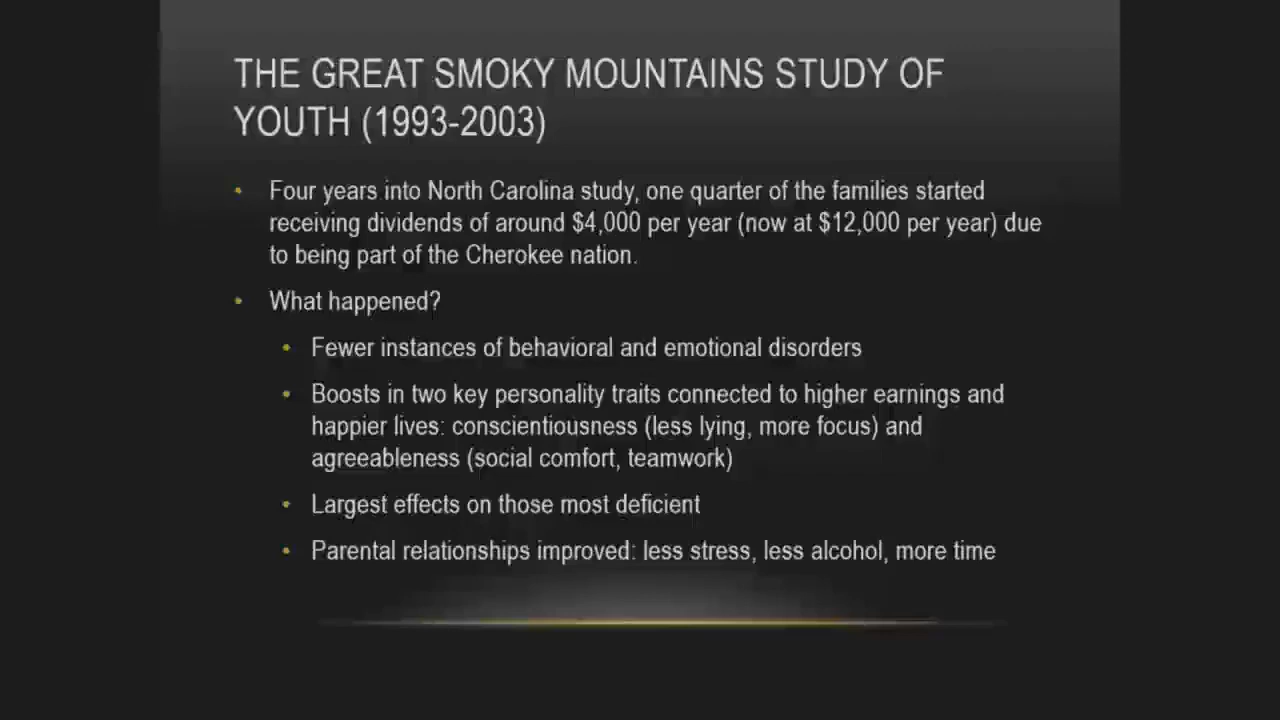 THE GREAT SMOKY MOUNTAINS STUDY OF
YOUTH (1993-2003)
• Four years into North Carolina study, one quarter of the families started
receiving dividends of around $4,000 per year (now at $12,000 per year) due
to being part of the Cherokee nation.
• What happened?
• Fewer instances of behavioral and emotional disorders
• Boosts in two key personality traits connected to higher earnings and
happier lives: conscientiousness (less lying, more focus) and
agreeableness (social comfort, teamwork)
• Largest effects on those most deficient
• Parental relationships improved: less stress, less alcohol, more time